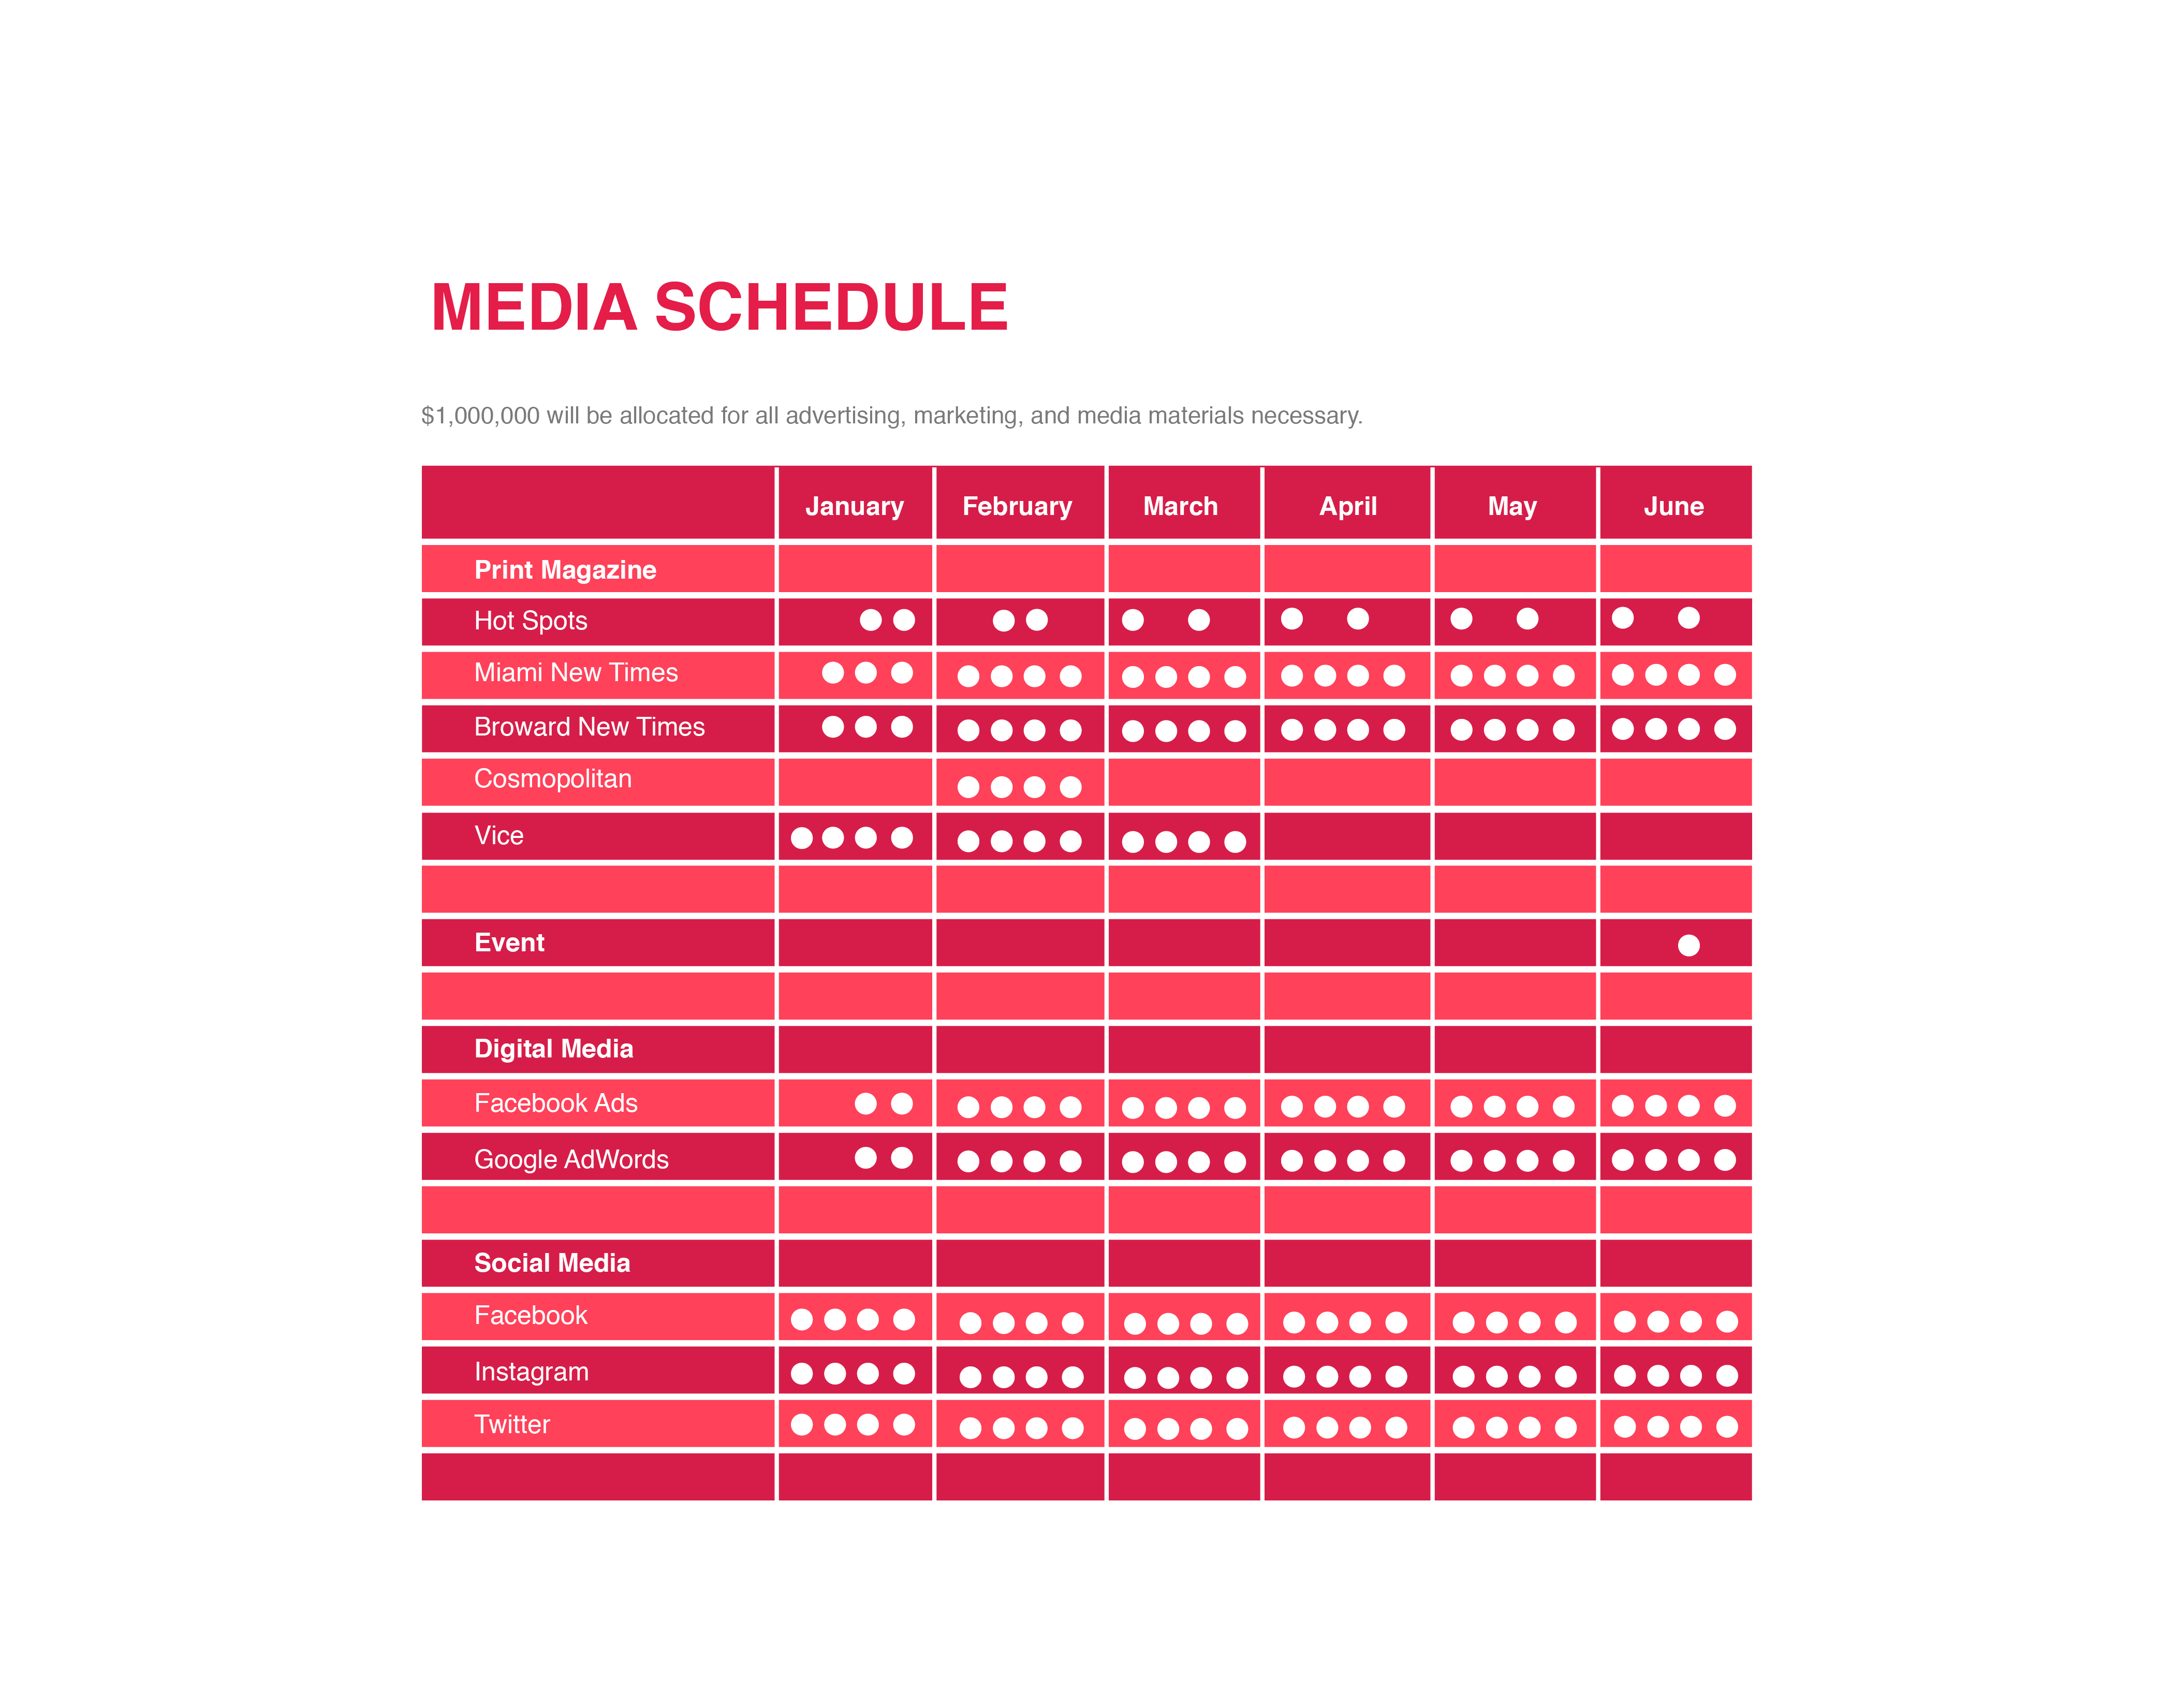 MEDIA SCHEDULE
$1,000,000 will be allocated for all advertising, marketing, and media materials necessary.
January February March April May June
Print Magazine
Hot Spots
Miami New Times
Broward New Times
Cosmopolitan
Vice
Event
Digital Media
Facebook Ads
Google AdWords
Social Media
Facebook
Instagram
Twitter